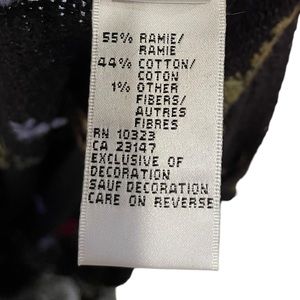 55% RAMIE/
RAMIE
44% COTTON/
COTON
1% OTHER
FIBERS/
AUTRES
FIBRES
RN 10323
CA 23147
EXCLUSIVE OF
DECORATION
SAUF DECORATION
CARE ON REVERSE